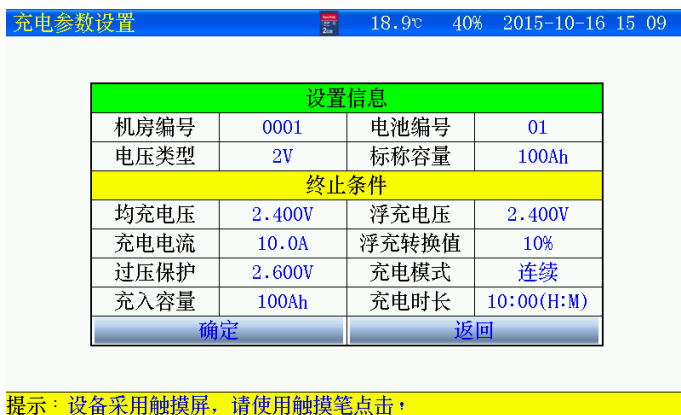 充电参数设置 2GB 18.9℃ 40% 2015-10-16 15 09
设置信息
机房编号 0001 电池编号 01
电压类型 2V 标称容量 100Ah
终止条件
均充电压 2.400V 浮充电压 2.400V
充电电流 10.0A 浮充转换值 10%
过压保护 2.600V 充电模式 连续
充入容量 100Ah 充电时长 10:00(H:M)
确定 返回
提示：设备采用触摸屏，请使用触摸笔点击！